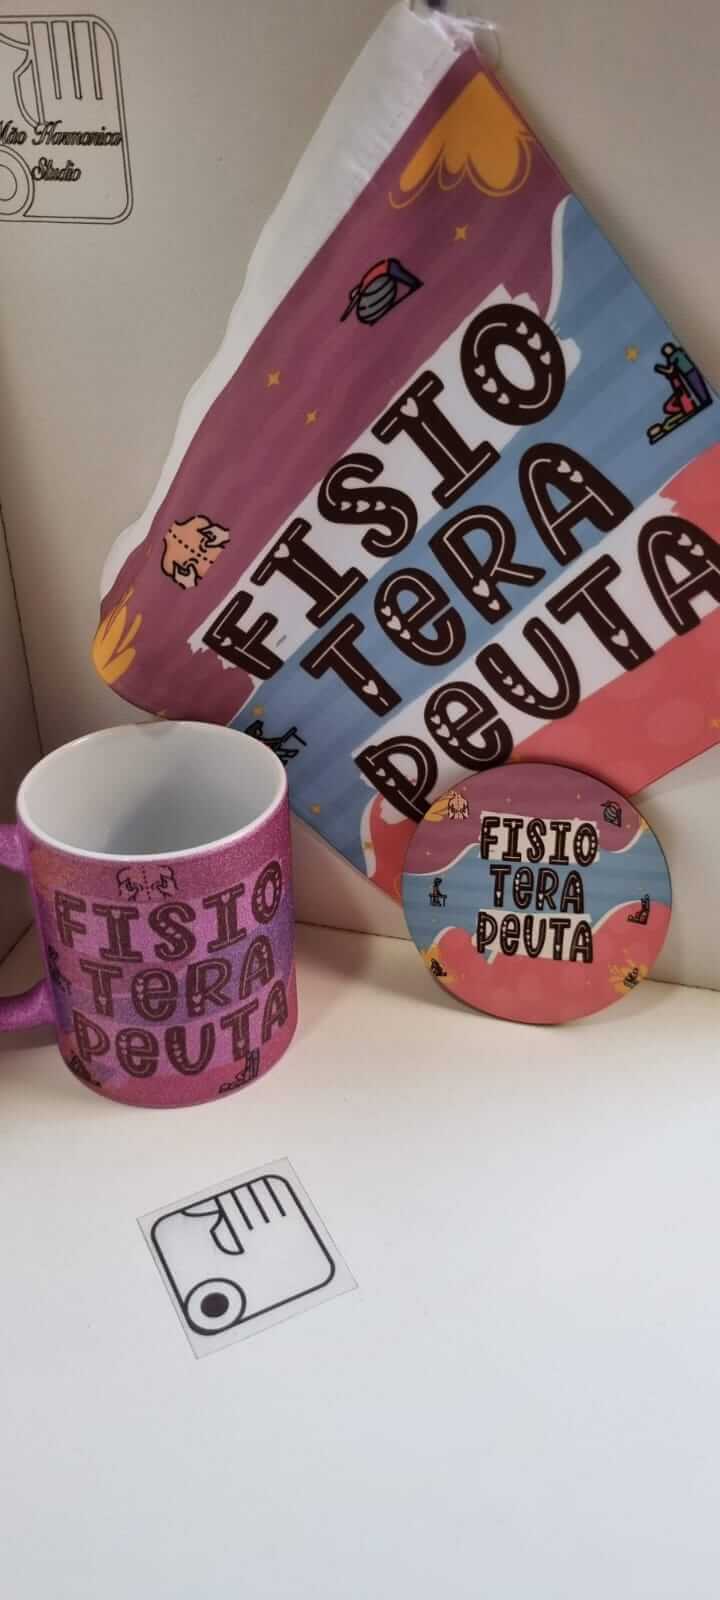 Mão Harmonica
Studio
FISIO
TeRA
PeUTA
FISIO
TeRA
PeUTA
FISIO
TeRA
PeUTA